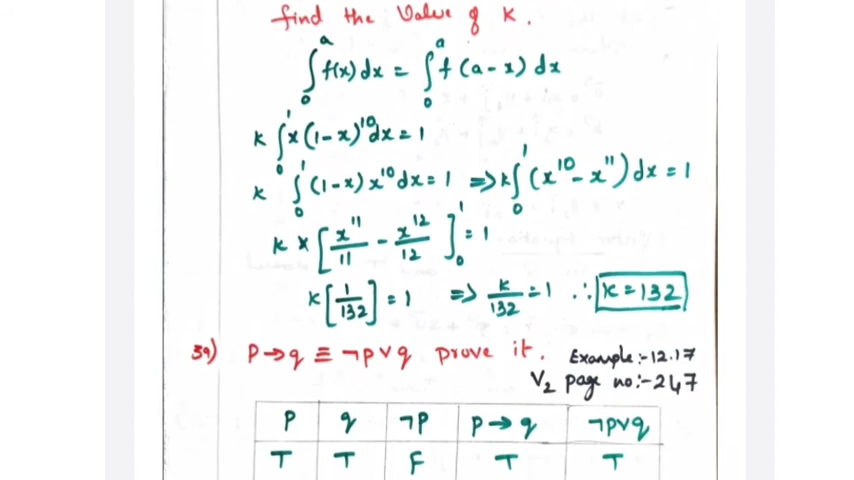 find the Value of K.
∫₀ᵃ f(x) dx = ∫₀ᵃ f (a - x) dx
K ∫₀¹ x (1 - x)¹⁰ dx = 1
K ∫₀¹ (1 - x) x¹⁰ dx = 1 ⇒ K ∫₀¹ (x¹⁰ - x¹¹) dx = 1
K × [x¹¹/11 - x¹²/12]₀¹ = 1
K [1/132] = 1 ⇒ K/132 = 1 ∴ K = 132
39) P → q ≡ ¬P ∨ q prove it. Example:- 12.17
V₂ page no:- 247
P q ¬P P → q ¬P∨q
T T F T T